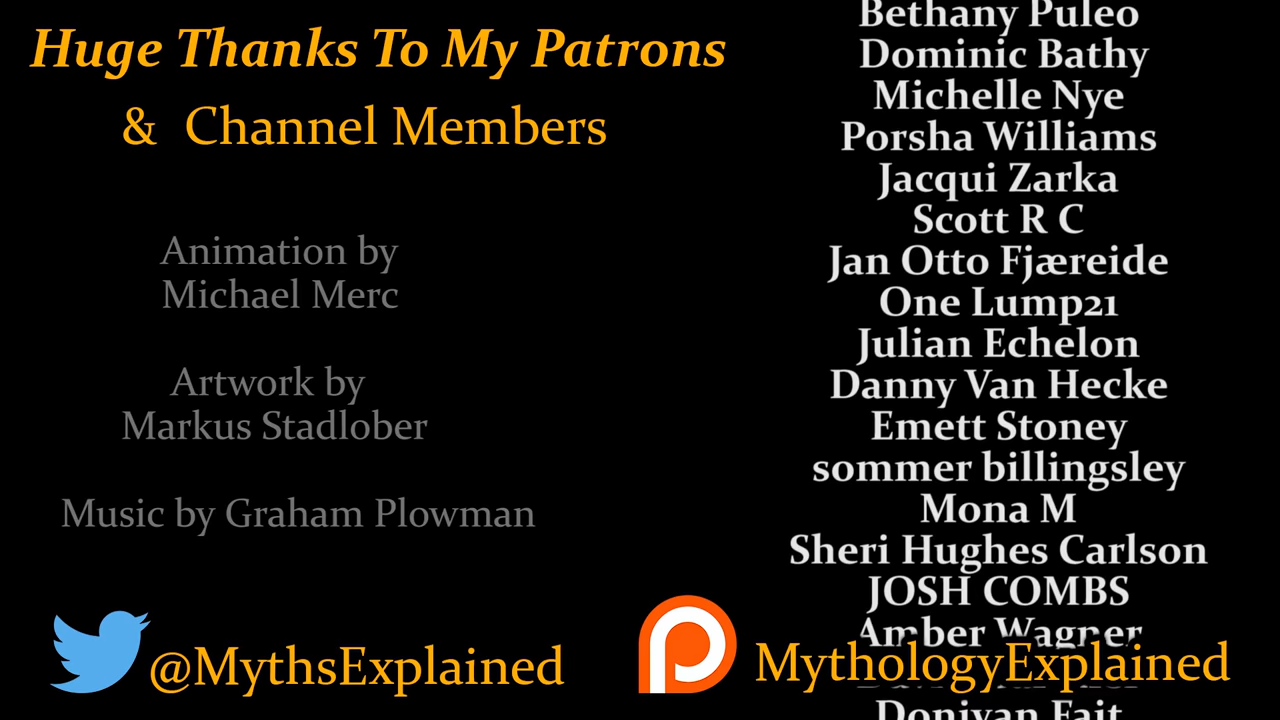 Huge Thanks To My Patrons
& Channel Members
Animation by
Michael Merc
Artwork by
Markus Stadlober
Music by Graham Plowman
@MythsExplained
Bethany Puleo
Dominic Bathy
Michelle Nye
Porsha Williams
Jacqui Zarka
Scott R C
Jan Otto Fjæreide
One Lump21
Julian Echelon
Danny Van Hecke
Emett Stoney
sommer billingsley
Mona M
Sheri Hughes Carlson
JOSH COMBS
Amber Wagner
MythologyExplained
Donivan Fait